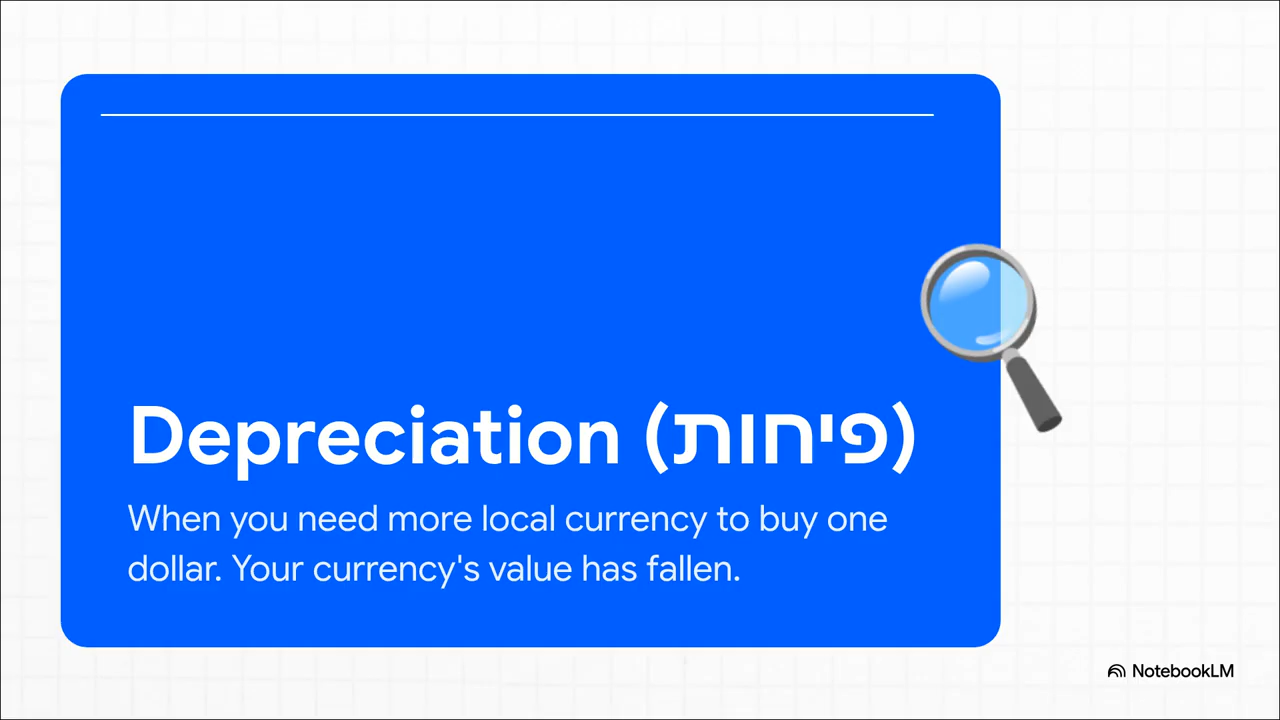 Depreciation (פיחות)
When you need more local currency to buy one
dollar. Your currency's value has fallen.
NotebookLM